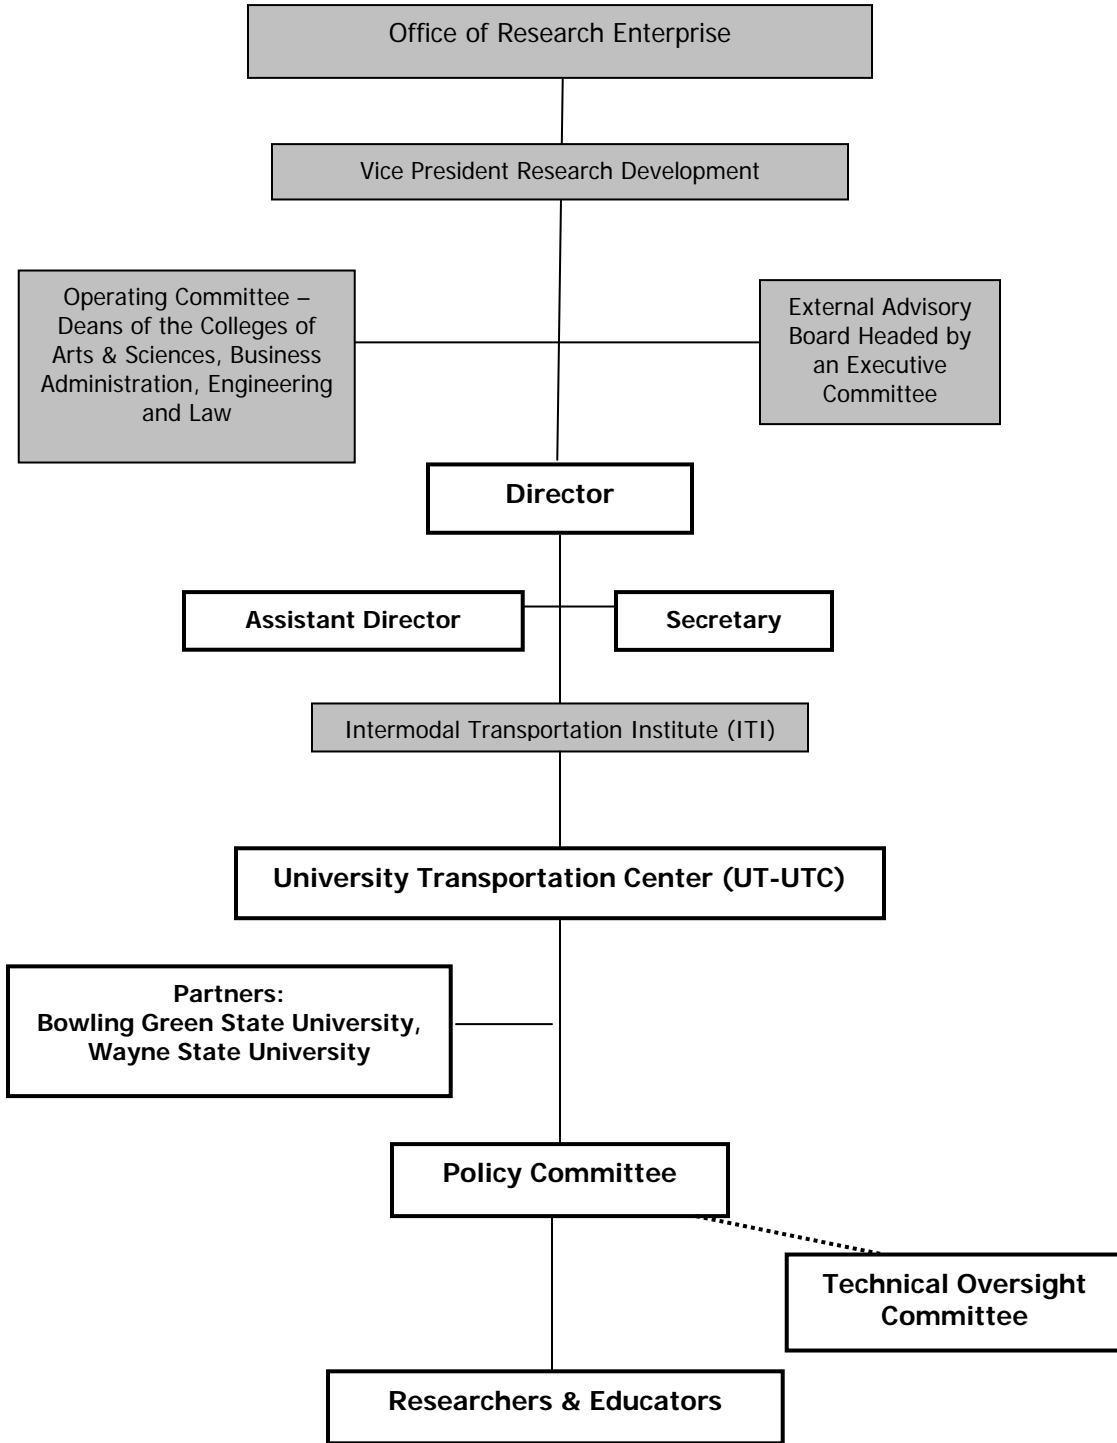 Office of Research Enterprise
Vice President Research Development
Operating Committee –
Deans of the Colleges of
Arts & Sciences, Business
Administration, Engineering
and Law
External Advisory
Board Headed by
an Executive
Committee
Director
Assistant Director
Secretary
Intermodal Transportation Institute (ITI)
University Transportation Center (UT-UTC)
Partners:
Bowling Green State University,
Wayne State University
Policy Committee
Technical Oversight
Committee
Researchers & Educators